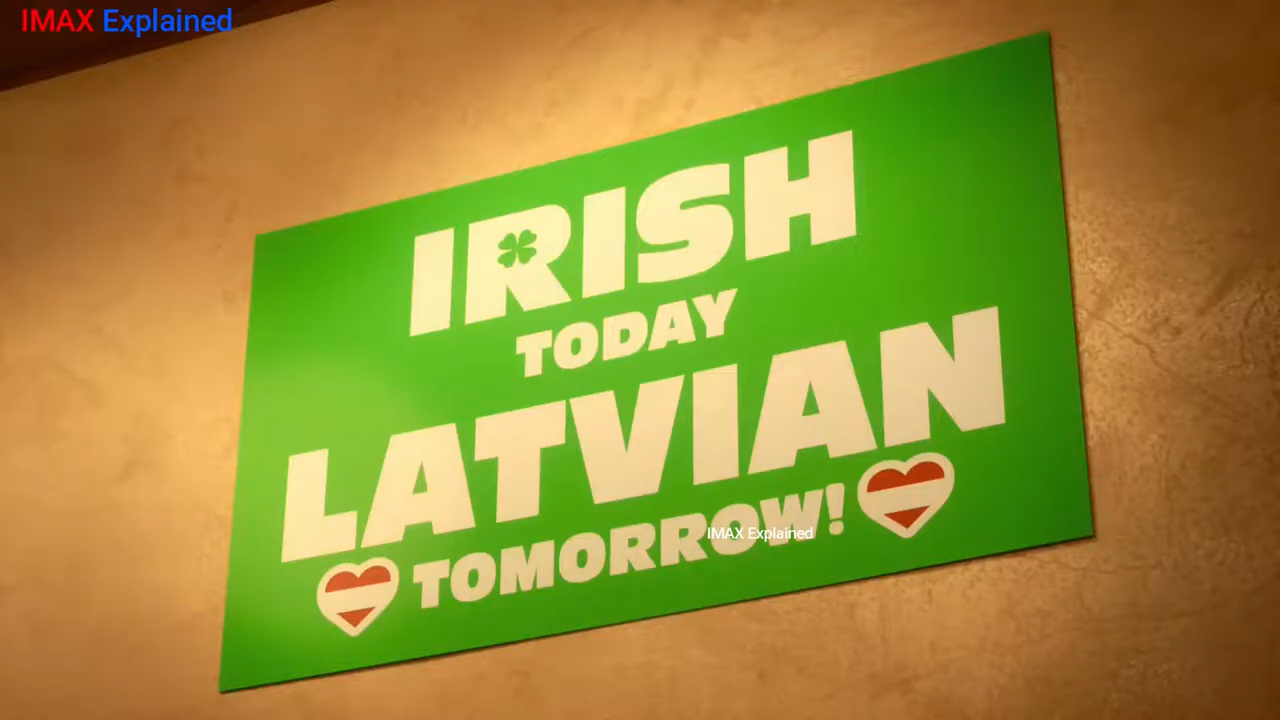 IMAX Explained
IRISH
TODAY
LATVIAN
TOMORROW!
IMAX Explained